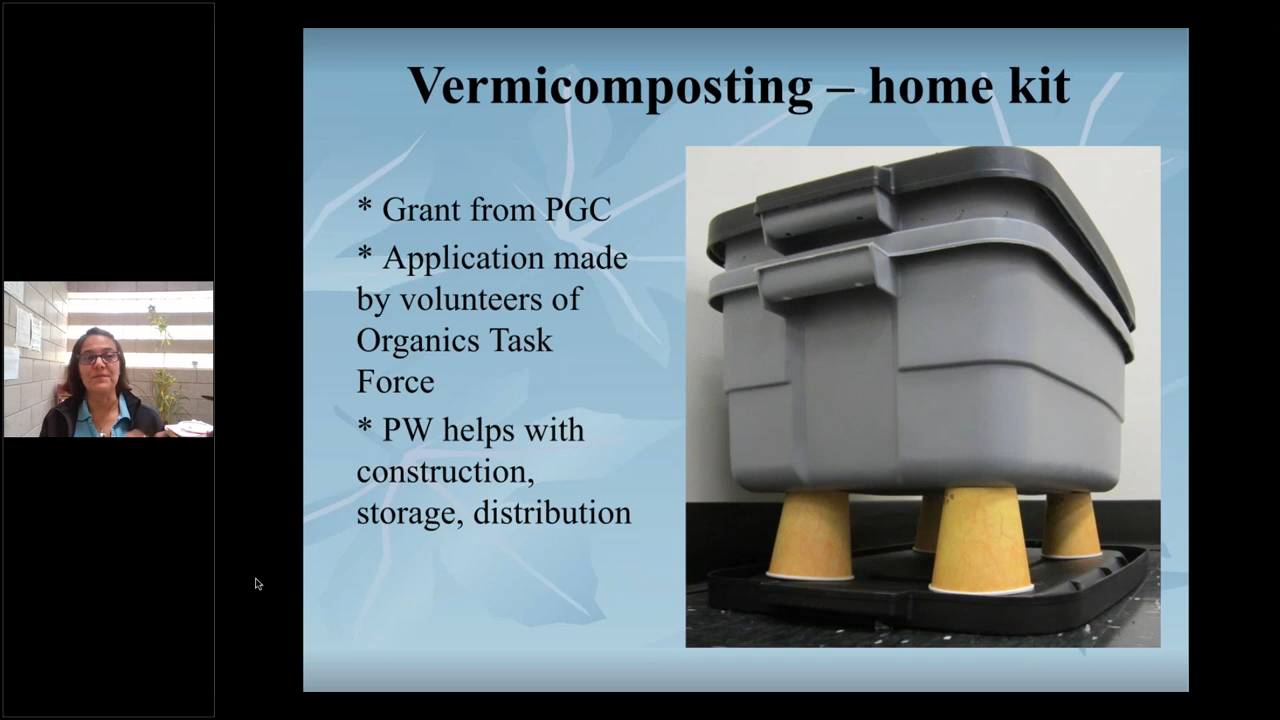 Vermicomposting – home kit
* Grant from PGC
* Application made
by volunteers of
Organics Task
Force
* PW helps with
construction,
storage, distribution